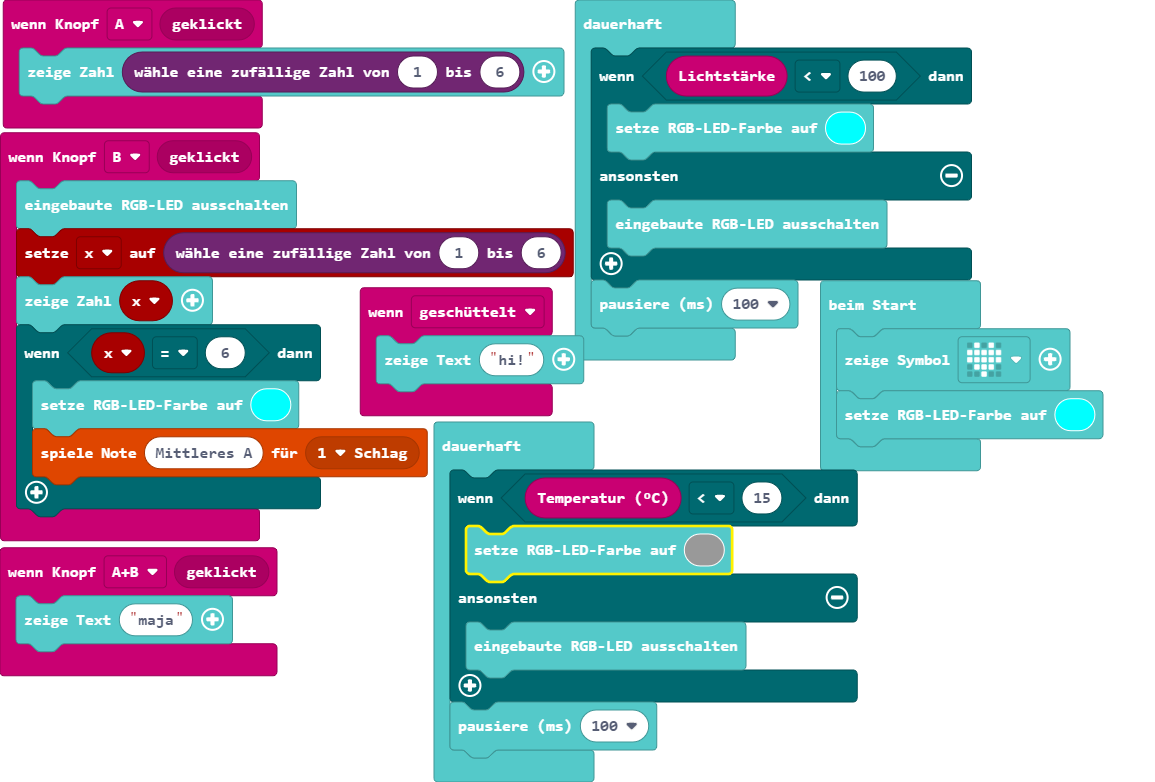 wenn Knopf A geklickt
zeige Zahl wähle eine zufällige Zahl von 1 bis 6
wenn Knopf B geklickt
eingebaute RGB-LED ausschalten
setze x auf wähle eine zufällige Zahl von 1 bis 6
zeige Zahl x
wenn x = 6 dann
setze RGB-LED-Farbe auf
spiele Note Mittleres A für 1 Schlag
wenn Knopf A+B geklickt
zeige Text "maja"
wenn geschüttelt
zeige Text "hi!"
dauerhaft
wenn Lichtstärke < 100 dann
setze RGB-LED-Farbe auf
ansonsten
eingebaute RGB-LED ausschalten
pausiere (ms) 100
beim Start
zeige Symbol
setze RGB-LED-Farbe auf
dauerhaft
wenn Temperatur (ºC) < 15 dann
setze RGB-LED-Farbe auf
ansonsten
eingebaute RGB-LED ausschalten
pausiere (ms) 100